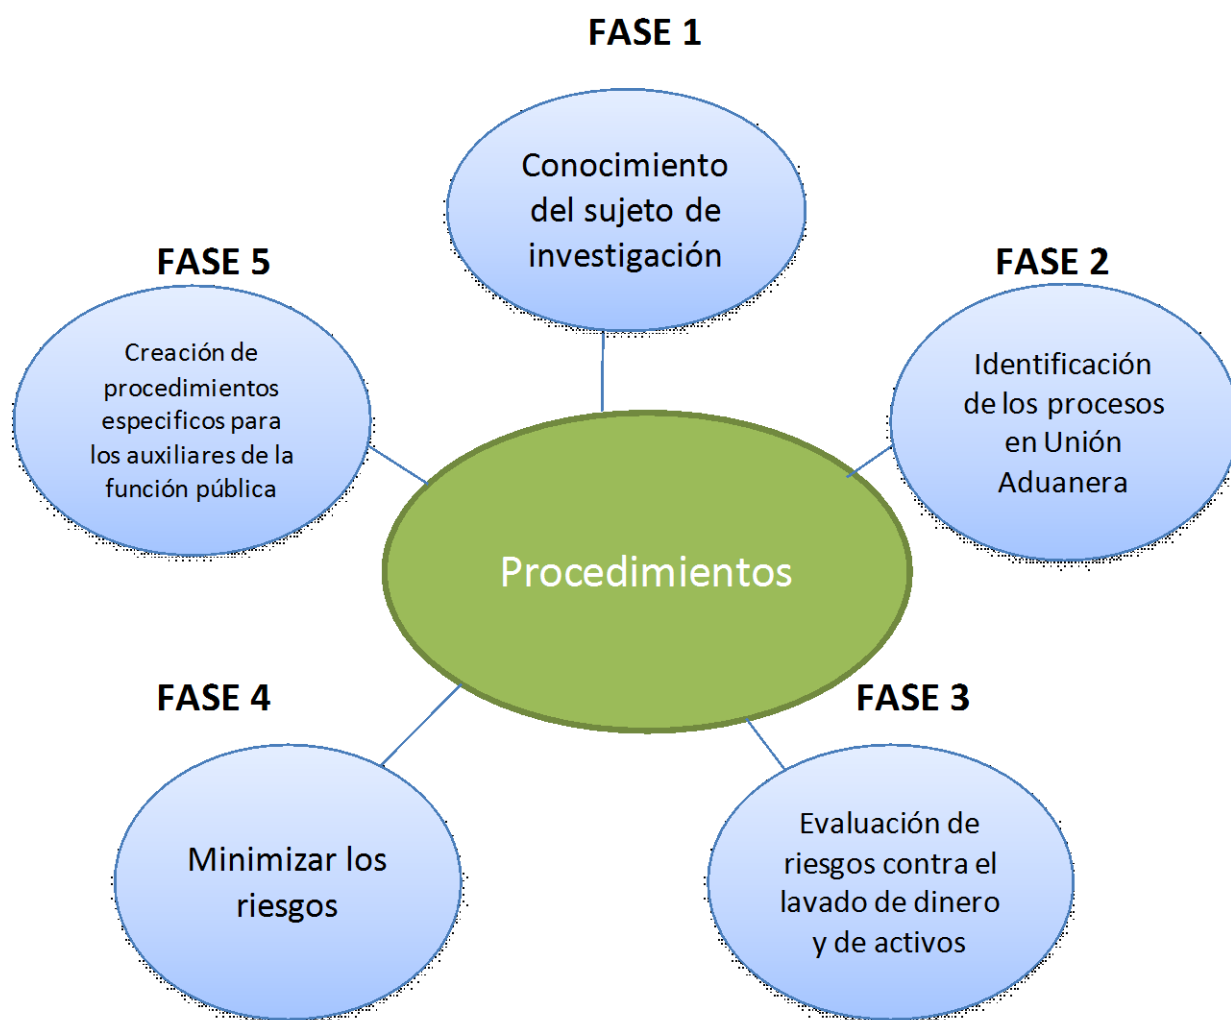 FASE 1
Conocimiento
del sujeto de
investigación
FASE 2
Identificación
de los procesos
en Unión
Aduanera
FASE 3
Evaluación de
riesgos contra el
lavado de dinero
y de activos
FASE 4
Minimizar los
riesgos
FASE 5
Creación de
procedimientos
especificos para
los auxiliares de la
función pública
Procedimientos